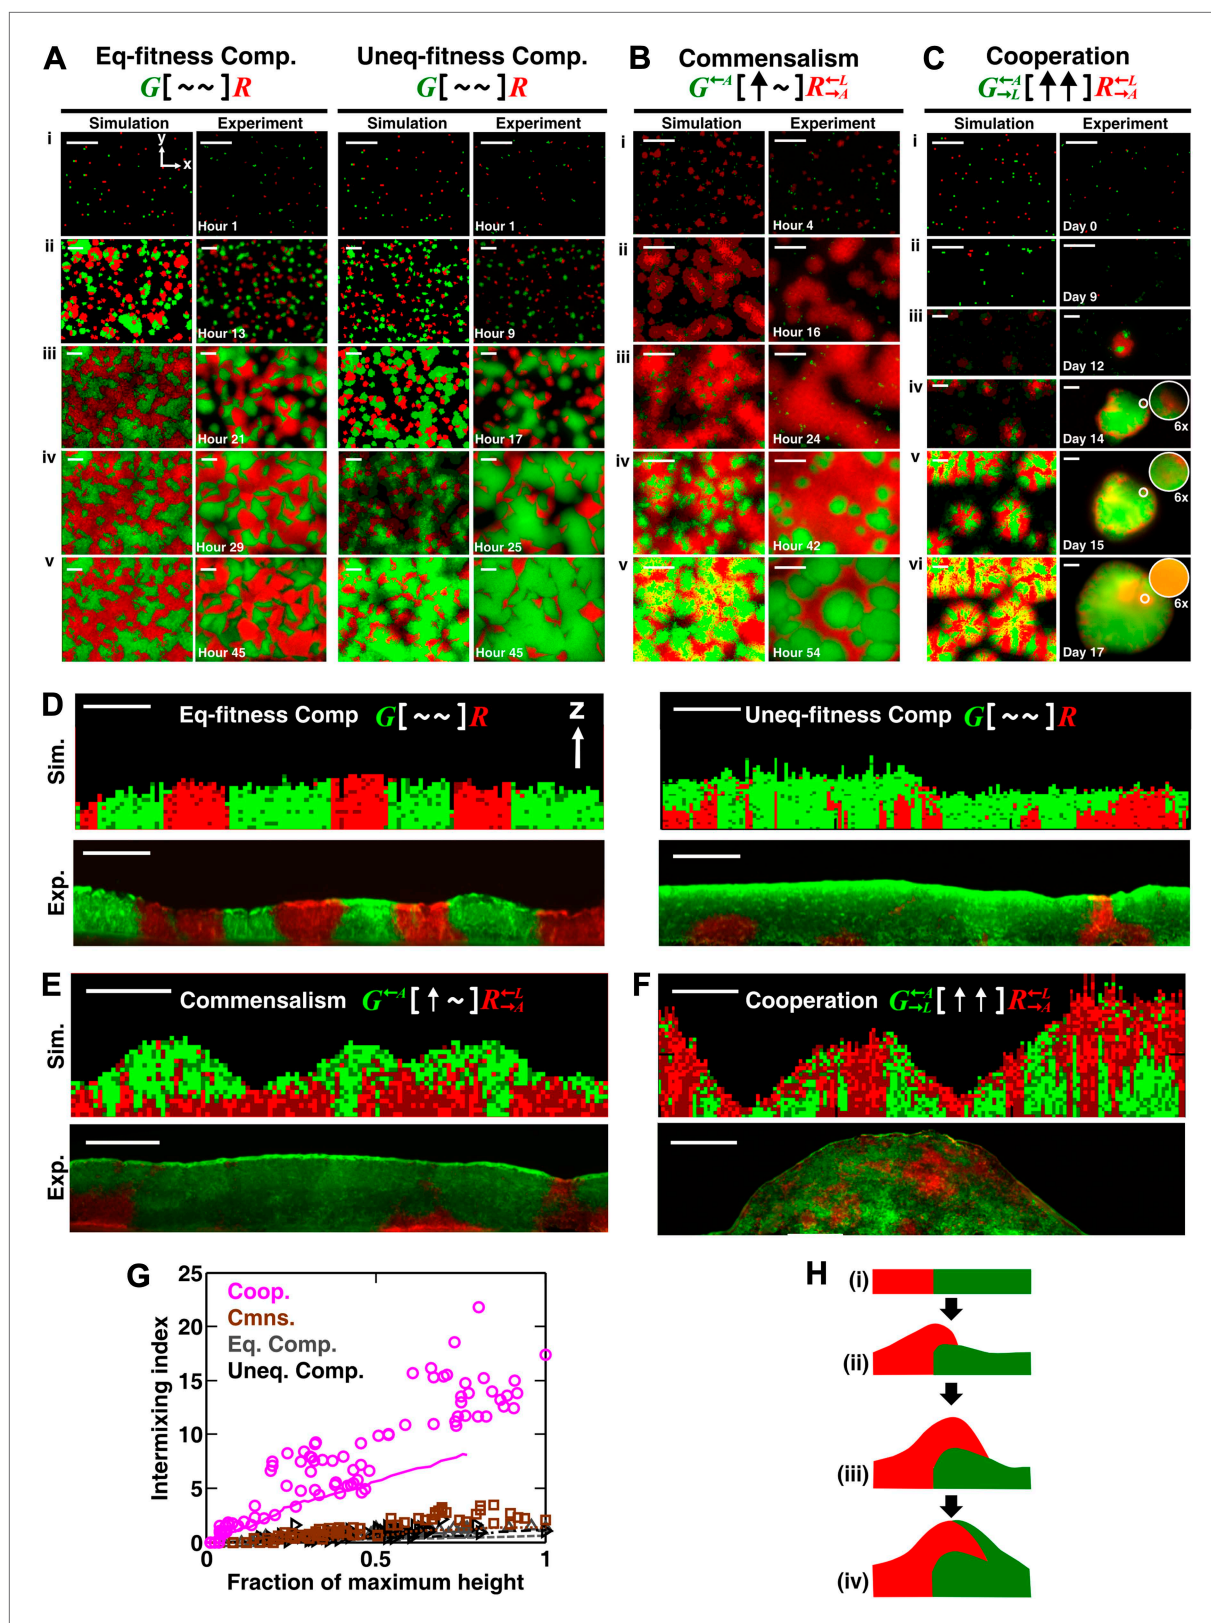 A Eq-fitness Comp. Uneq-fitness Comp. B Commensalism C Cooperation
G[~~]R G[~~]R G←A[↑~]R←L→A G←A→L[↑↑]R←L→A
Simulation Experiment Simulation Experiment Simulation Experiment Simulation Experiment
i y x Hour 1 Hour 1 i Hour 4 i Day 0
ii Hour 13 Hour 9 ii Hour 16 ii Day 9
iii Hour 21 Hour 17 iii Hour 24 iii Day 12
iv 6x Day 14
iv Hour 29 Hour 25 iv Hour 42 v 6x Day 15
v Hour 45 Hour 45 v Hour 54 vi 6x Day 17
D Sim. Eq-fitness Comp G[~~]R Z Uneq-fitness Comp G[~~]R
Exp.
E Sim. Commensalism G←A[↑~]R←L→A F Cooperation G←A→L[↑↑]R←L→A
Exp.
G
Intermixing index
25
20
15
10
5
0
Coop.
Cmns.
Eq. Comp.
Uneq. Comp.
0 0.5 1
Fraction of maximum height
H
(i)
(ii)
(iii)
(iv)